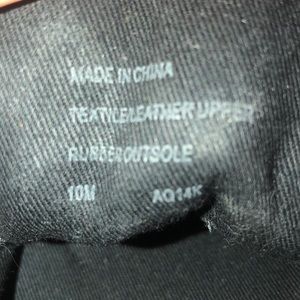 MADE IN CHINA
TEXTILE/LEATHER UPPER
RUBBER OUTSOLE
10M AQ14K